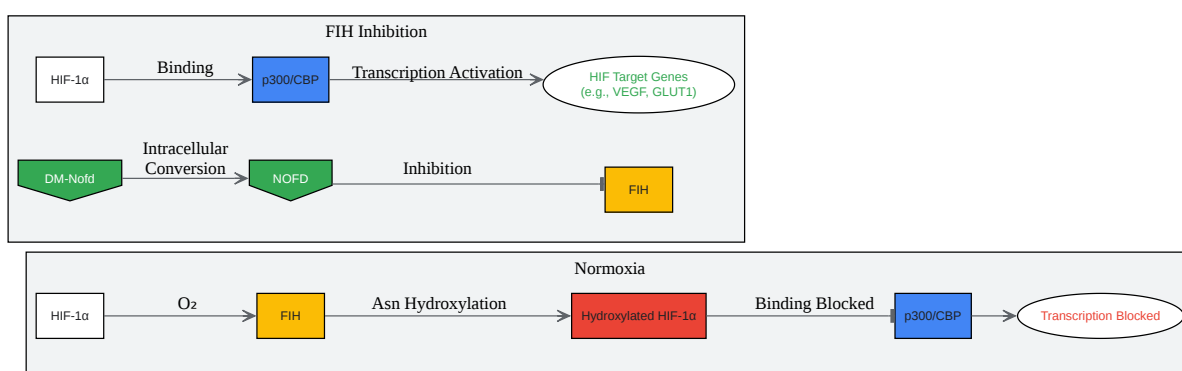 FIH Inhibition
HIF-1α
Binding
p300/CBP
Transcription Activation
HIF Target Genes
(e.g., VEGF, GLUT1)
DM-Nofd
Intracellular
Conversion
NOFD
Inhibition
FIH
Normoxia
HIF-1α
O₂
FIH
Asn Hydroxylation
Hydroxylated HIF-1α
Binding Blocked
p300/CBP
Transcription Blocked